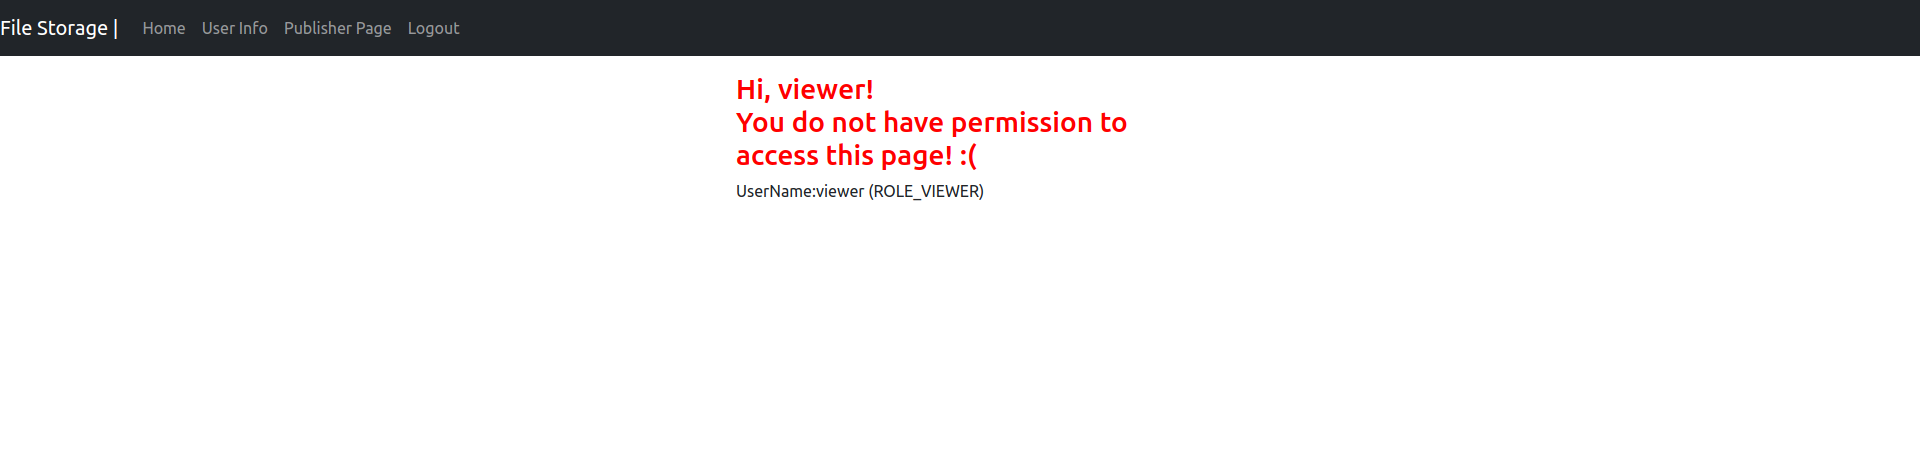 File Storage | Home User Info Publisher Page Logout
Hi, viewer!
You do not have permission to
access this page! :(
UserName:viewer (ROLE_VIEWER)